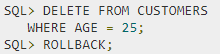 SQL> DELETE FROM CUSTOMERS
WHERE AGE = 25;
SQL> ROLLBACK;